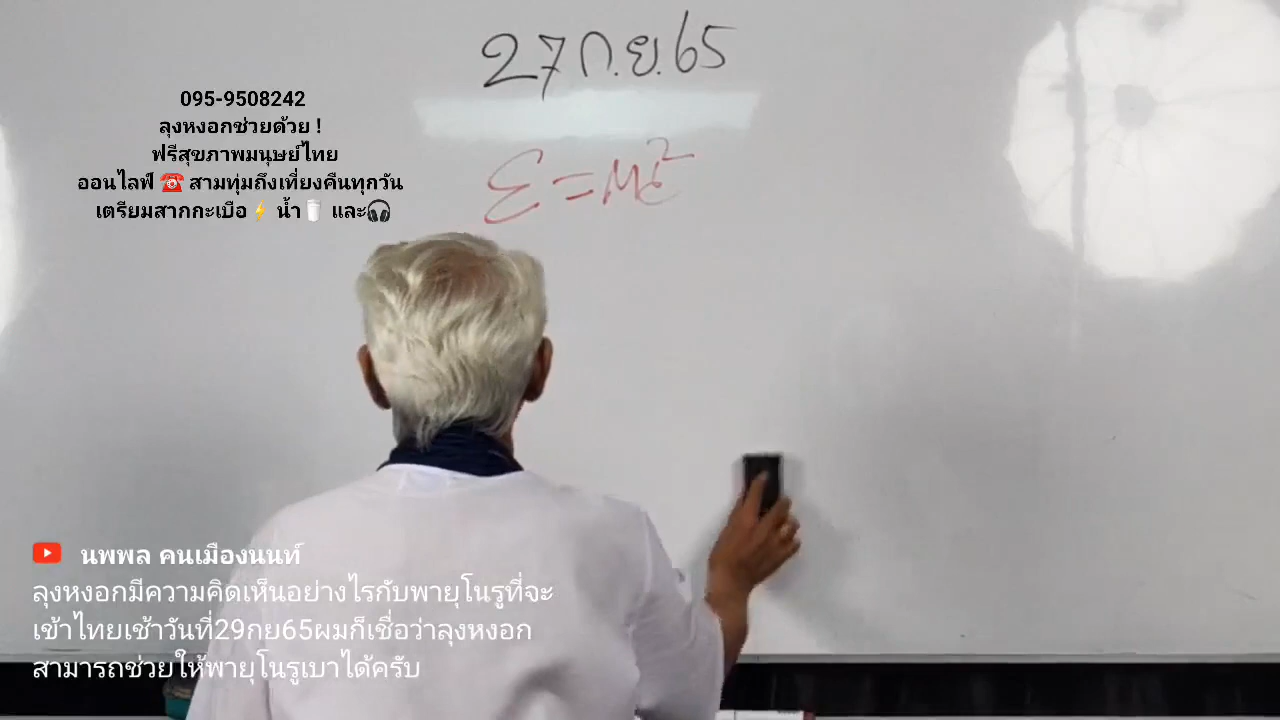 27 ก.ย. 65
095-9508242
ลุงหงอกช่วยด้วย !
ฟรีสุขภาพมนุษย์ไทย
ออนไลฟ์ ☎️ สามทุ่มถึงเที่ยงคืนทุกวัน
เตรียมสากกะเบือ⚡ น้ำ🥛 และ🎧
E=mc²
นพพล คนเมืองนนท์
ลุงหงอกมีความคิดเห็นอย่างไรกับพายุโนรูที่จะ
เข้าไทยเช้าวันที่29กย65ผมก็เชื่อว่าลุงหงอก
สามารถช่วยให้พายุโนรูเบาได้ครับ